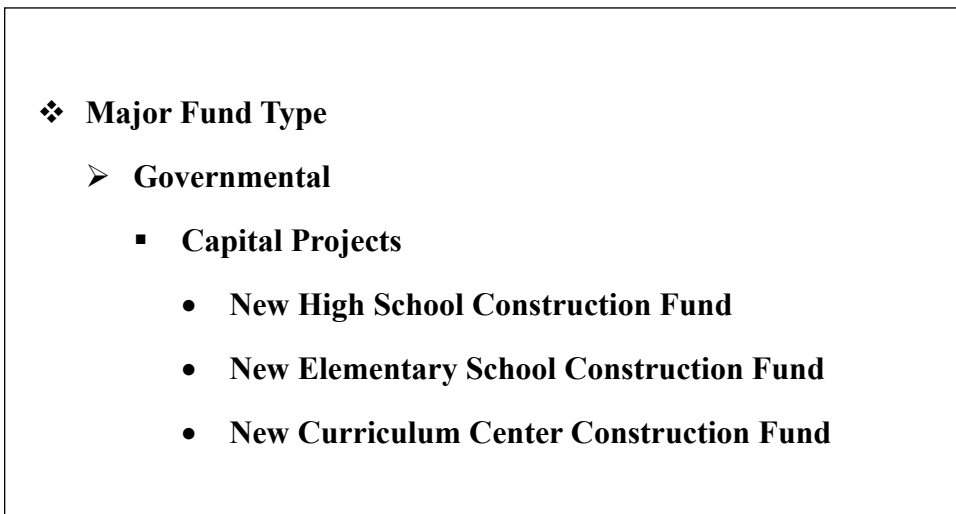 ❖ Major Fund Type
➢ Governmental
▪ Capital Projects
• New High School Construction Fund
• New Elementary School Construction Fund
• New Curriculum Center Construction Fund